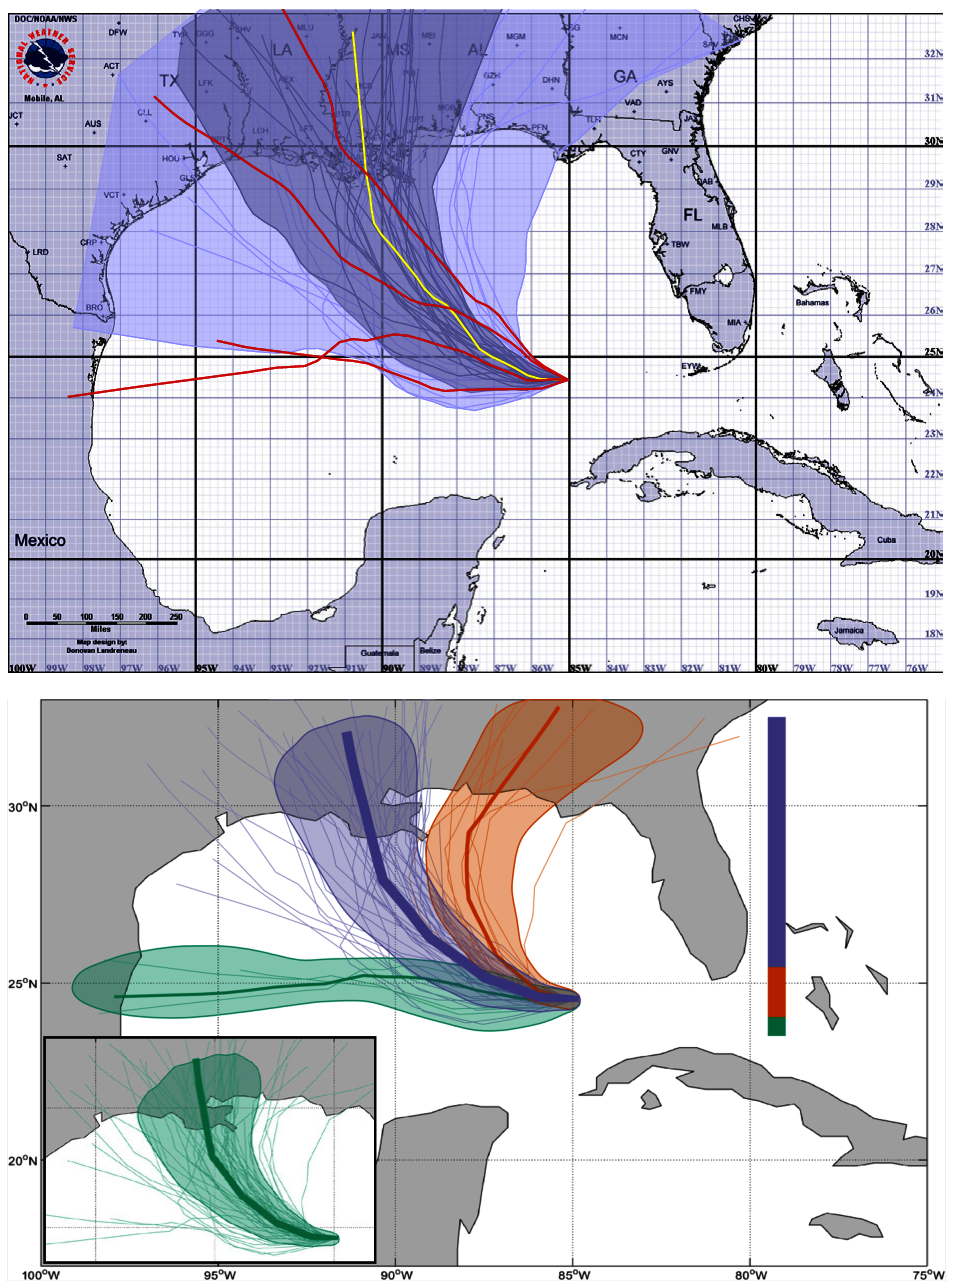 DOC/NOAA/NWS
NATIONAL WEATHER SERVICE
Mobile, AL
DFW
TYR
GGG
SHV
MLU
JAN
MEI
MGM
CSG
MCN
SAV
CHS
32N
ACT
TX
LA
MS
AL
GA
LFK
AEX
GZH
DHN
AYS
31N
JCT
AUS
CLL
LCH
LFT
BTR
GPT
MOB
PNS
PFN
TLH
VAD
JAX
30N
SAT
HOU
GLS
CTY
GNV
VCT
DAB
29N
FL
MLB
28N
LRD
CRP
TBW
27N
BRO
FMY
Bahamas
26N
MIA
25N
EYW
24N
23N
22N
21N
Mexico
Cuba
20N
19N
0 50 100 150 200 250
Miles
Map design by:
Donovan Landreneau
Jamaica
18N
Guatemala
Belize
100W 99W 98W 97W 96W 95W 94W 93W 92W 91W 90W 89W 88W 87W 86W 85W 84W 83W 82W 81W 80W 79W 78W 77W 76W
30°N
25°N
20°N
100°W 95°W 90°W 85°W 80°W 75°W